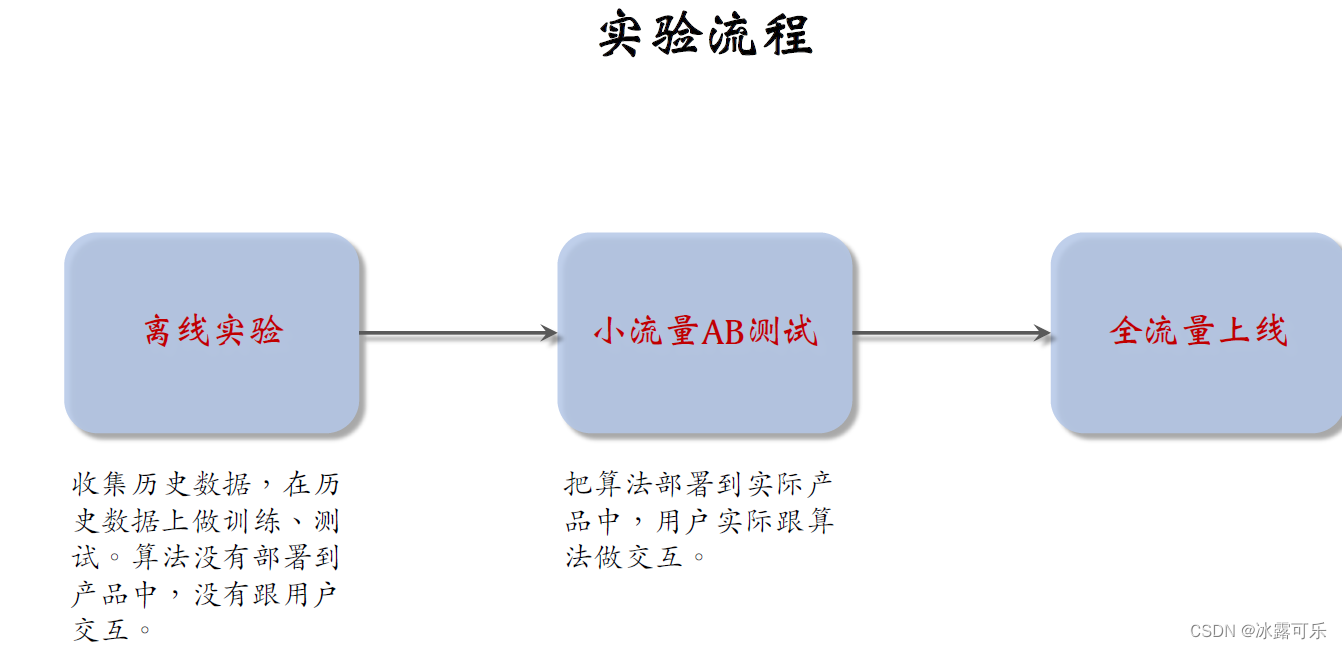 实验流程
离线实验
小流量AB测试
全流量上线
收集历史数据，在历
史数据上做训练、测
试。算法没有部署到
产品中，没有跟用户
交互。
把算法部署到实际产
品中，用户实际跟算
法做交互。
CSDN @冰露可乐